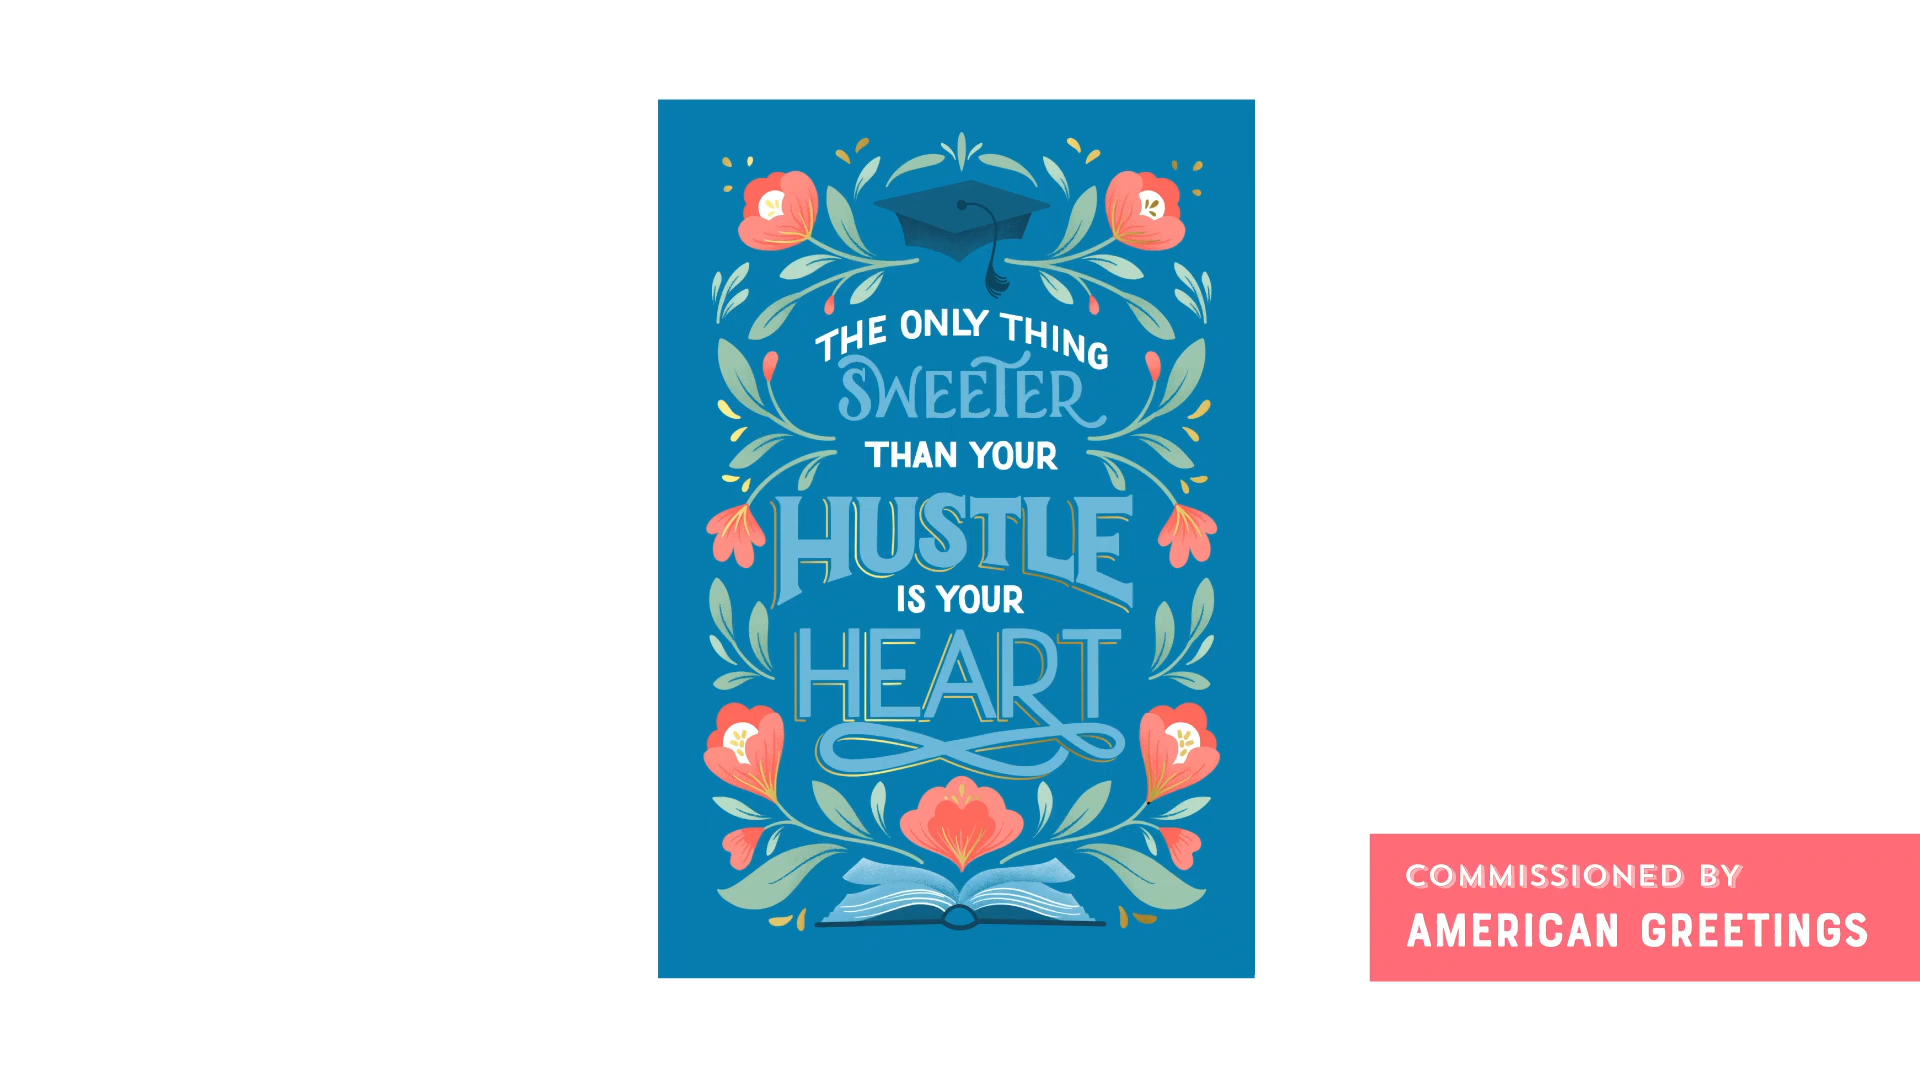 THE ONLY THING
SWEETER
THAN YOUR
HUSTLE
IS YOUR
HEART
COMMISSIONED BY
AMERICAN GREETINGS